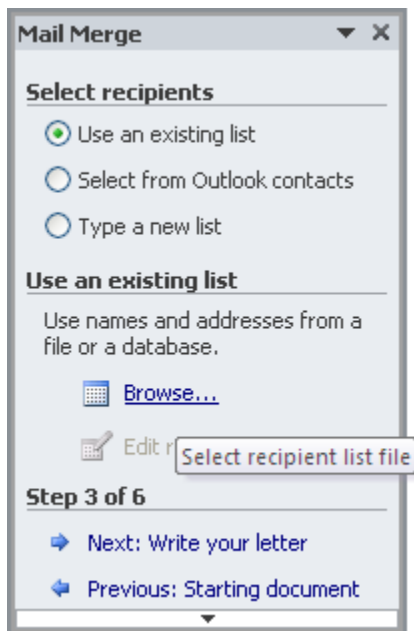 Mail Merge
Select recipients
Use an existing list
Select from Outlook contacts
Type a new list
Use an existing list
Use names and addresses from a
file or a database.
Browse...
Edit
Select recipient list file
Step 3 of 6
Next: Write your letter
Previous: Starting document